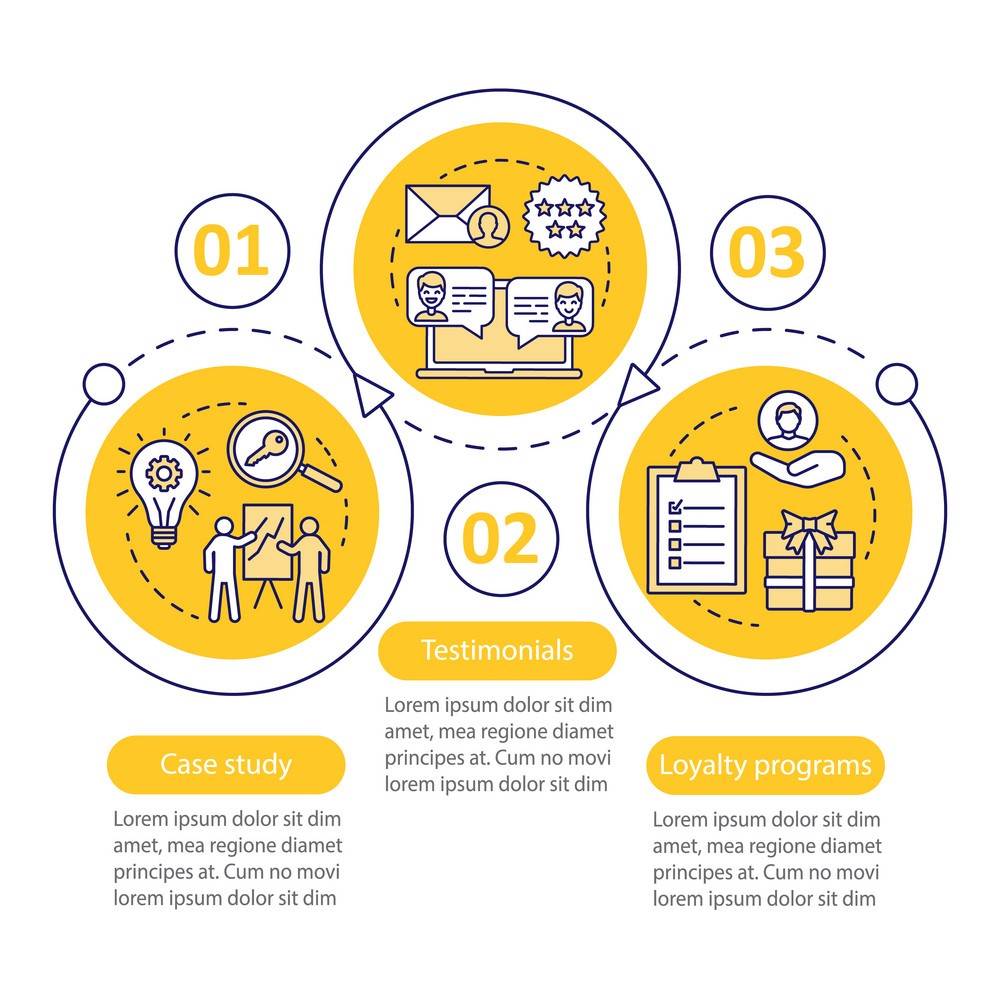 01
Case study
Lorem ipsum dolor sit dim
amet, mea regione diamet
principes at. Cum no movi
lorem ipsum dolor sit dim
02
Testimonials
Lorem ipsum dolor sit dim
amet, mea regione diamet
principes at. Cum no movi
lorem ipsum dolor sit dim
03
Loyalty programs
Lorem ipsum dolor sit dim
amet, mea regione diamet
principes at. Cum no movi
lorem ipsum dolor sit dim